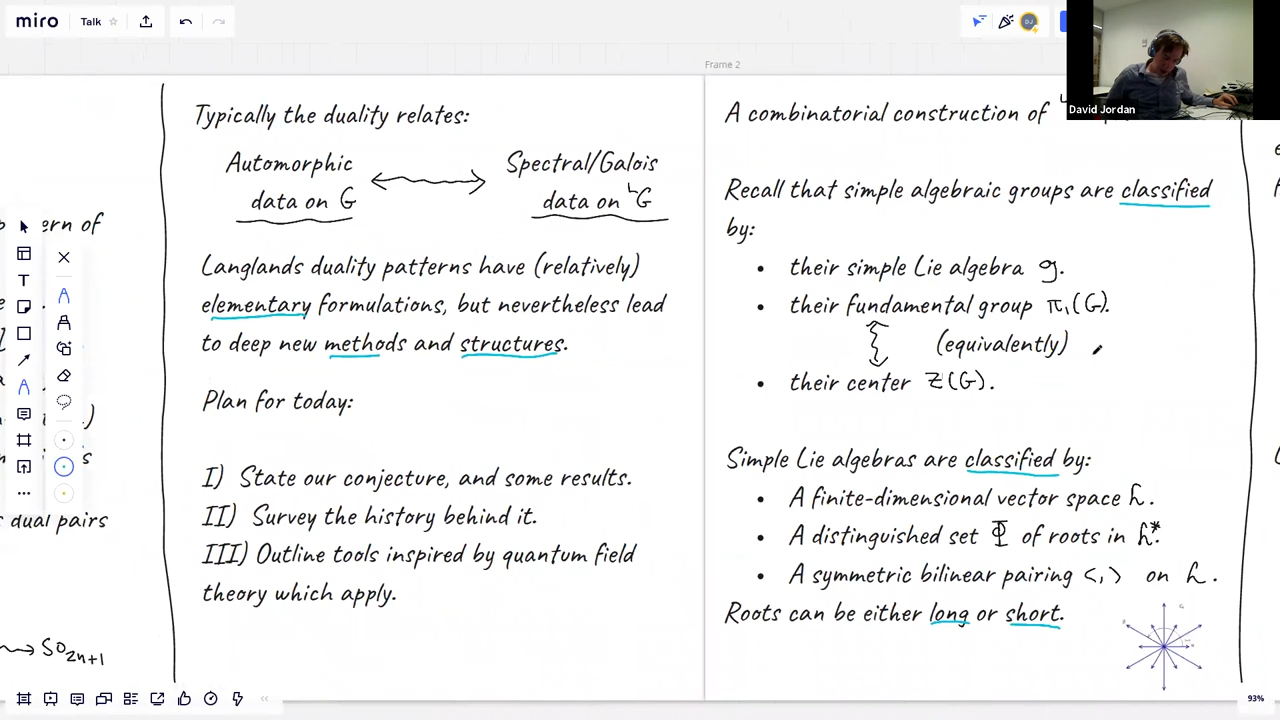 miro
Talk
Frame 2
David Jordan
DJ
ern of
s
dual pairs
SO₂ₙ₊₁
Typically the duality relates:
Automorphic
data on G
Spectral/Galois
data on ᴸG
Langlands duality patterns have (relatively)
elementary formulations, but nevertheless lead
to deep new methods and structures.
Plan for today:
I) State our conjecture, and some results.
II) Survey the history behind it.
III) Outline tools inspired by quantum field
theory which apply.
A combinatorial construction of
Recall that simple algebraic groups are classified
by:
• their simple Lie algebra g.
• their fundamental group π₁(G).
(equivalently)
• their center Z(G).
Simple Lie algebras are classified by:
• A finite-dimensional vector space h.
• A distinguished set Φ of roots in h*.
• A symmetric bilinear pairing <,> on h.
Roots can be either long or short.
93%